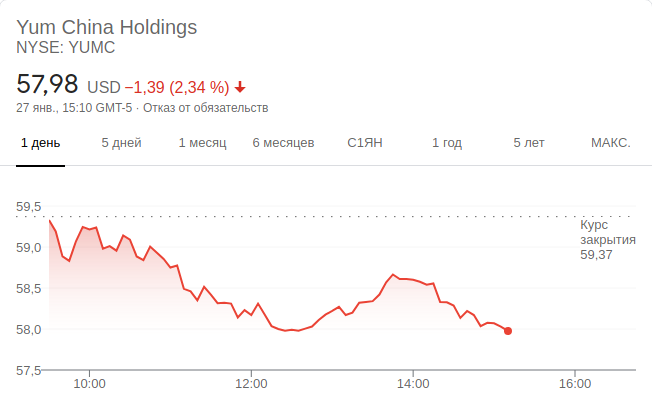 Yum China Holdings
NYSE: YUMC
57,98 USD −1,39 (2,34 %)
27 янв., 15:10 GMT-5 · Отказ от обязательств
1 день 5 дней 1 месяц 6 месяцев С1ЯН 1 год 5 лет МАКС.
59,5
Курс
закрытия
59,37
59,0
58,5
58,0
57,5
10:00 12:00 14:00 16:00